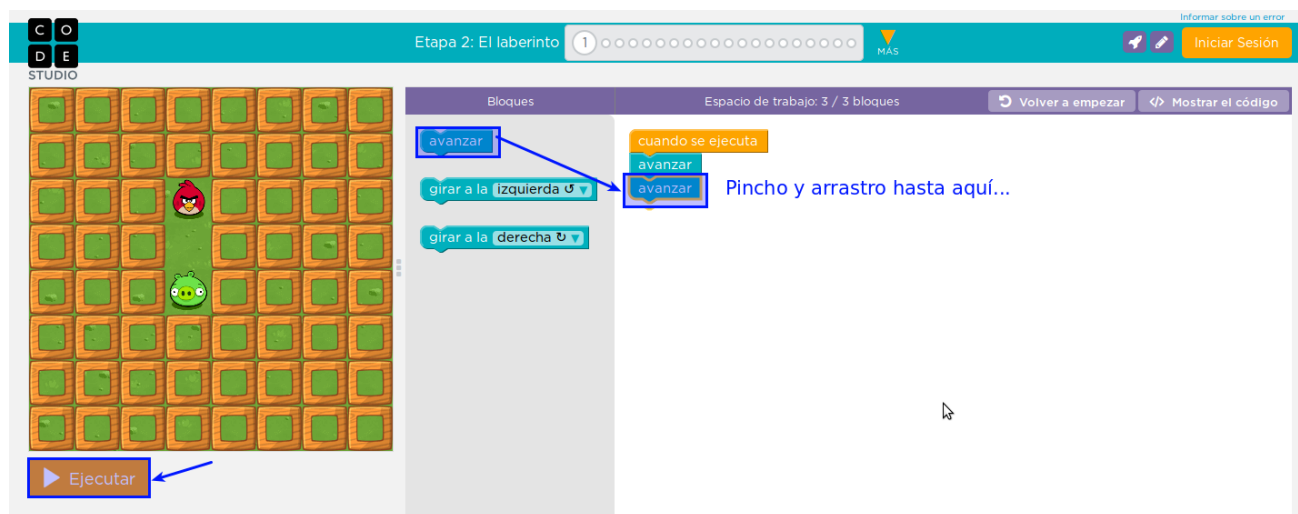 Informar sobre un error
C O
D E
STUDIO
Etapa 2: El laberinto
1
MÁS
Iniciar Sesión
Bloques
Espacio de trabajo: 3 / 3 bloques
Volver a empezar
</> Mostrar el código
avanzar
girar a la izquierda ↺ ▼
girar a la derecha ↻ ▼
cuando se ejecuta
avanzar
avanzar
Pincho y arrastro hasta aquí...
Ejecutar